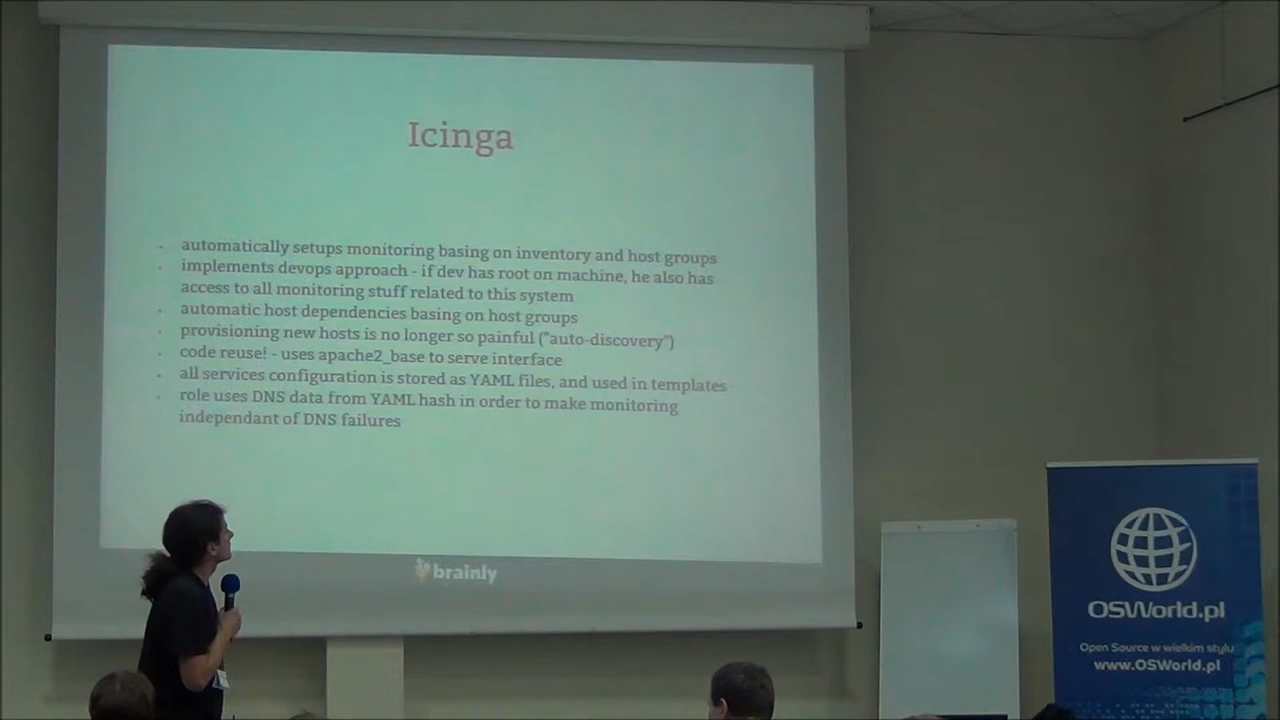 Icinga
automatically setups monitoring basing on inventory and host groups
implements devops approach - if dev has root on machine, he also has
access to all monitoring stuff related to this system
automatic host dependencies basing on host groups
provisioning new hosts is no longer so painful ("auto-discovery")
code reuse! - uses apache2_base to serve interface
all services configuration is stored as YAML files, and used in templates
role uses DNS data from YAML hash in order to make monitoring
independant of DNS failures
brainly
OSWorld.pl
Open Source w wielkim stylu
www.OSWorld.pl